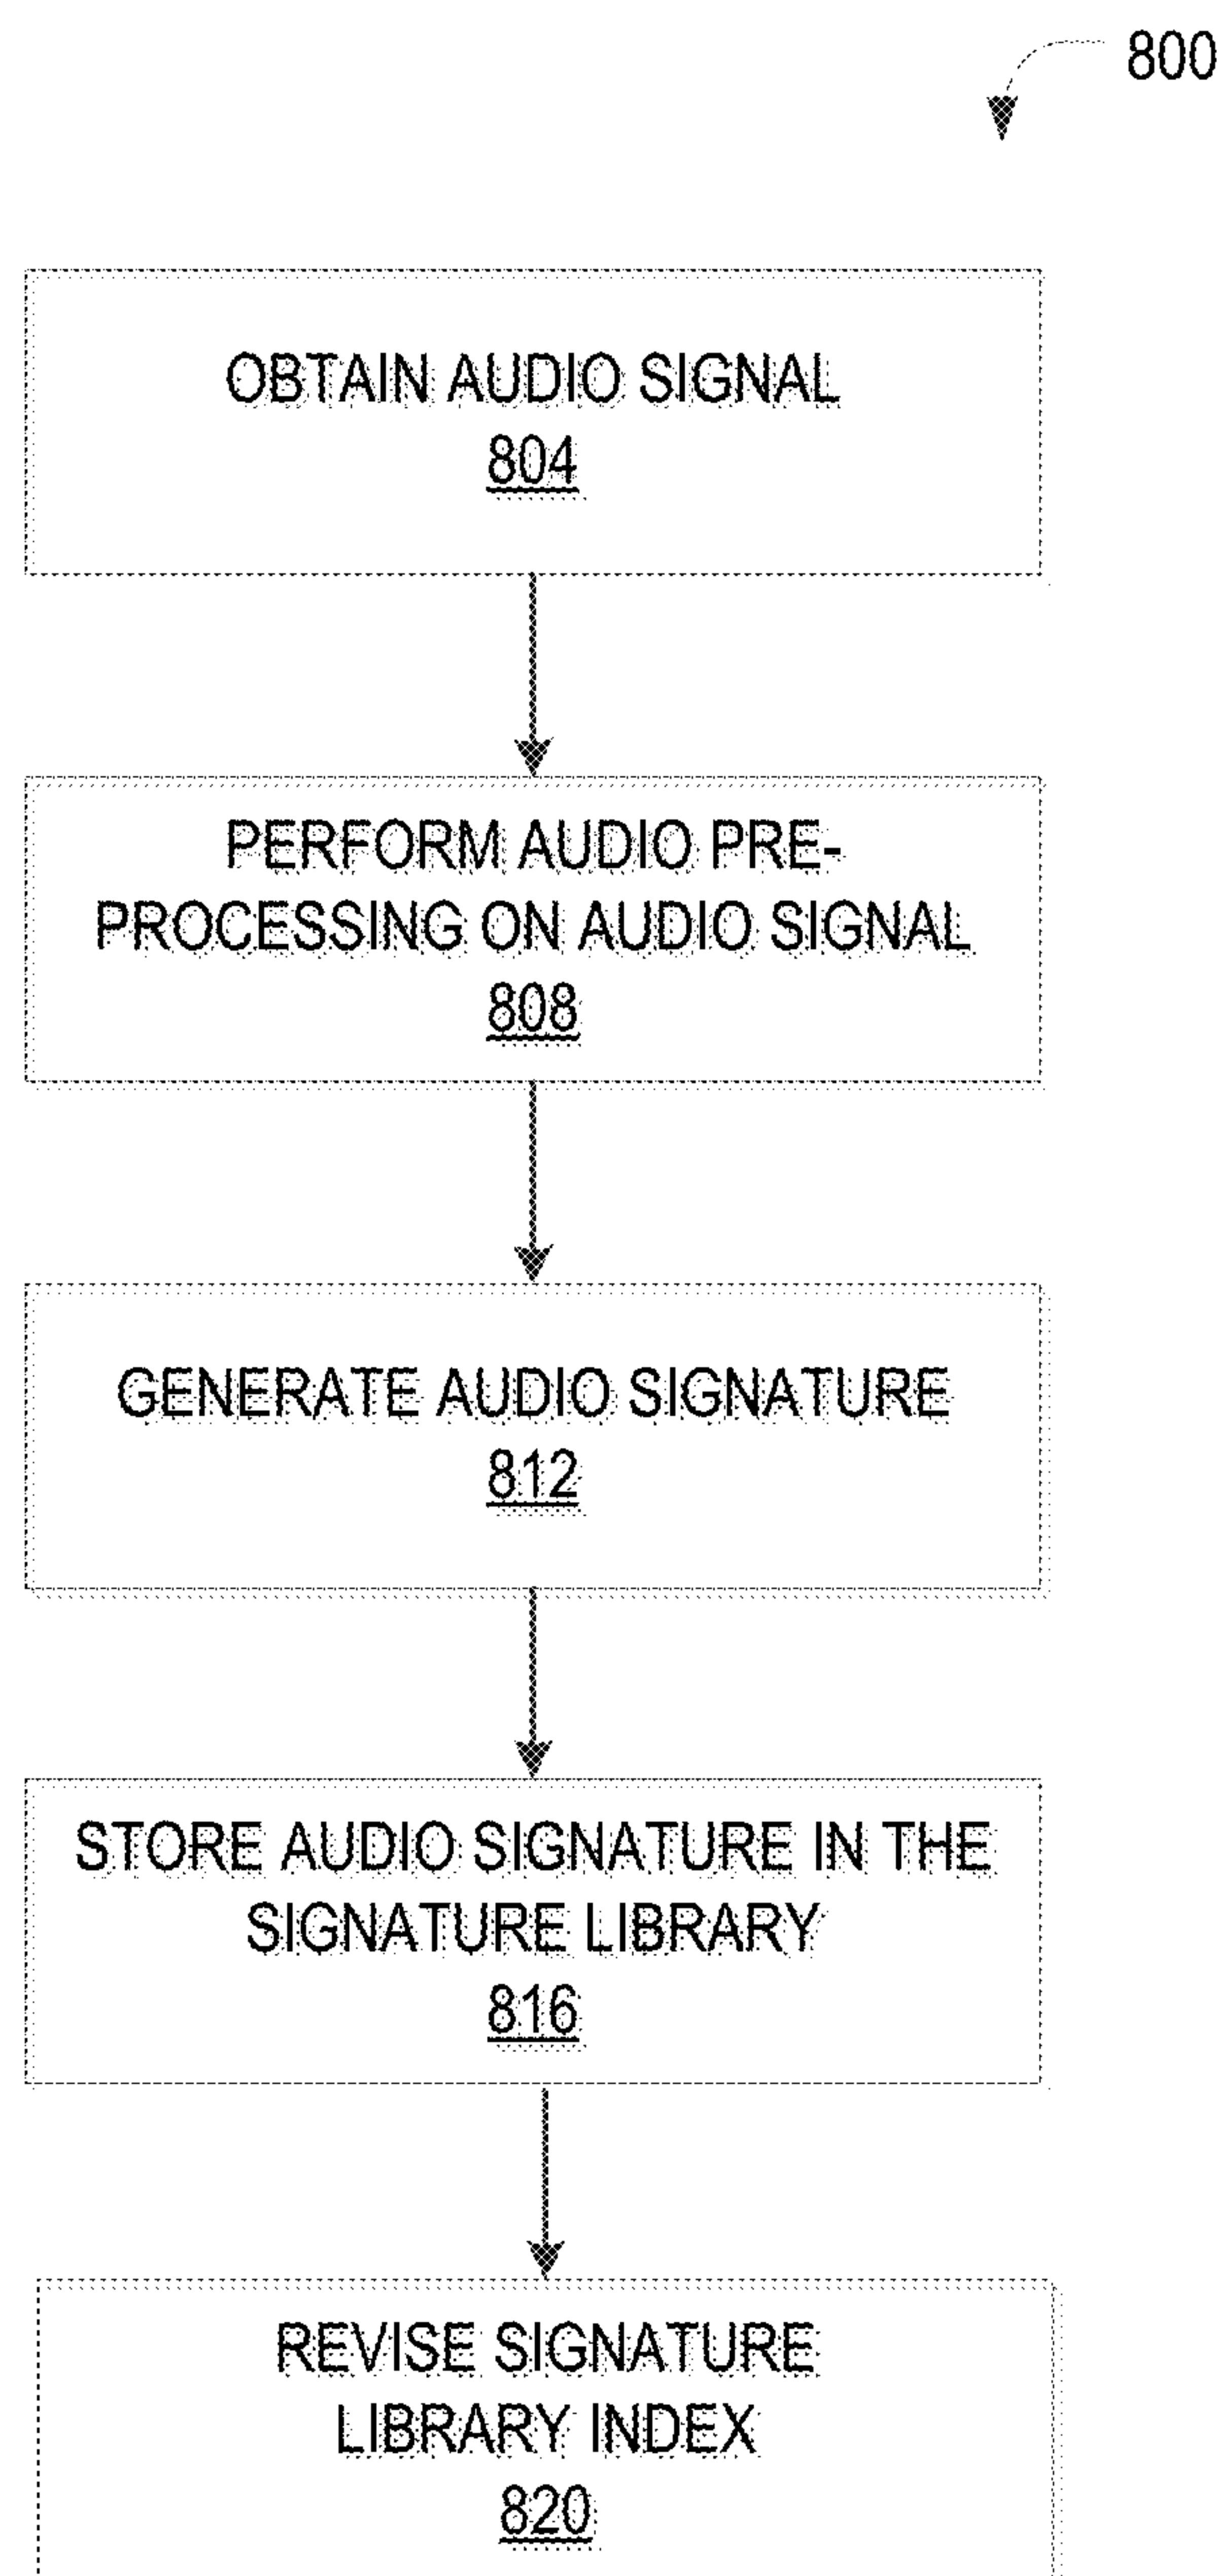 800
OBTAIN AUDIO SIGNAL
804
PERFORM AUDIO PRE-
PROCESSING ON AUDIO SIGNAL
808
GENERATE AUDIO SIGNATURE
812
STORE AUDIO SIGNATURE IN THE
SIGNATURE LIBRARY
816
REVISE SIGNATURE
LIBRARY INDEX
820